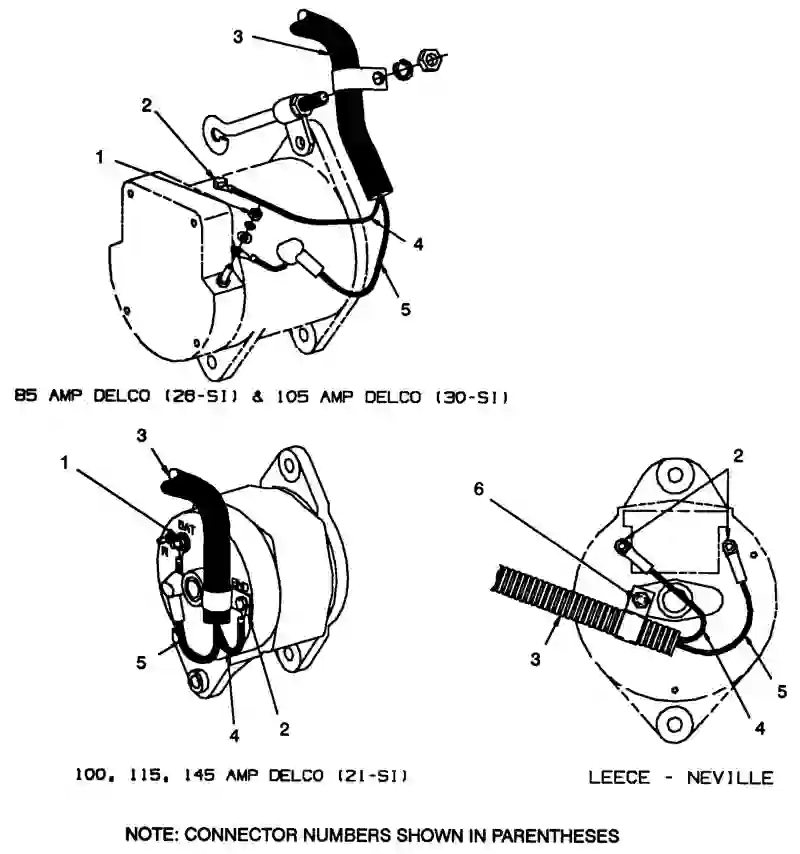 3
2
1
4
5
85 AMP DELCO (26-SI) & 105 AMP DELCO (30-SI)
3
1
BAT
R
GND
5
4
2
100, 115, 145 AMP DELCO (21-SI)
2
6
3
5
4
LEECE - NEVILLE
NOTE: CONNECTOR NUMBERS SHOWN IN PARENTHESES